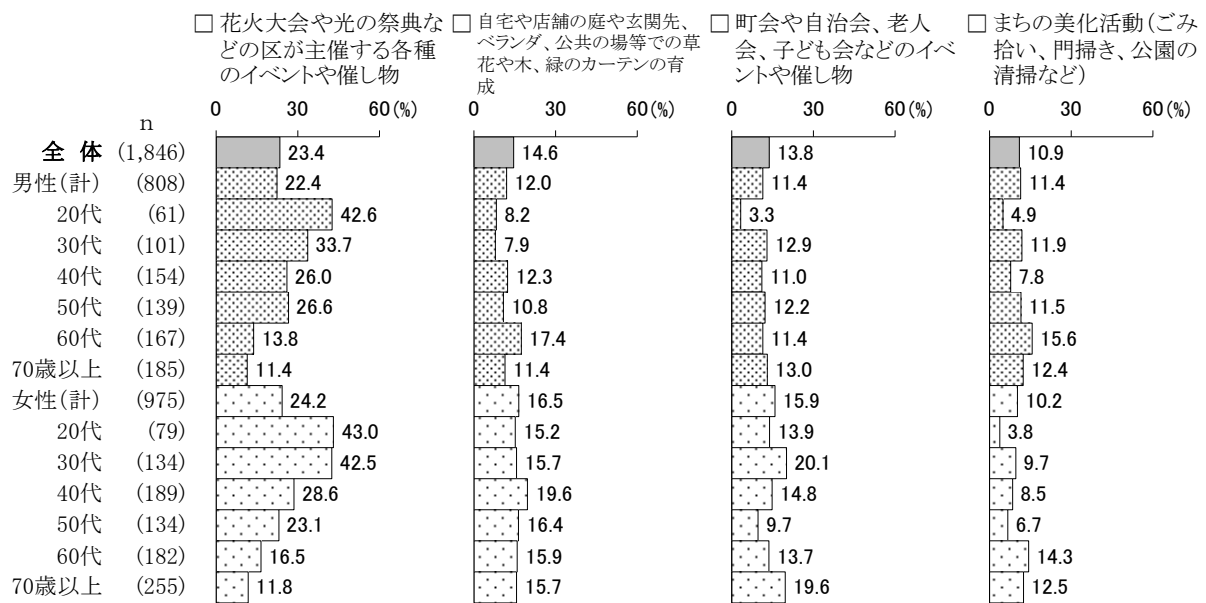 □ 花火大会や光の祭典な
どの区が主催する各種
のイベントや催し物
□ 自宅や店舗の庭や玄関先、
ベランダ、公共の場等での草
花や木、緑のカーテンの育
成
□ 町会や自治会、老人
会、子ども会などのイベ
ントや催し物
□ まちの美化活動(ごみ
拾い、門掃き、公園の
清掃など)
0 30 60(%) 0 30 60(%) 0 30 60(%) 0 30 60(%)
n
全 体 (1,846) 23.4 14.6 13.8 10.9
男性(計) (808) 22.4 12.0 11.4 11.4
20代 (61) 42.6 8.2 3.3 4.9
30代 (101) 33.7 7.9 12.9 11.9
40代 (154) 26.0 12.3 11.0 7.8
50代 (139) 26.6 10.8 12.2 11.5
60代 (167) 13.8 17.4 11.4 15.6
70歳以上 (185) 11.4 11.4 13.0 12.4
女性(計) (975) 24.2 16.5 15.9 10.2
20代 (79) 43.0 15.2 13.9 3.8
30代 (134) 42.5 15.7 20.1 9.7
40代 (189) 28.6 19.6 14.8 8.5
50代 (134) 23.1 16.4 9.7 6.7
60代 (182) 16.5 15.9 13.7 14.3
70歳以上 (255) 11.8 15.7 19.6 12.5